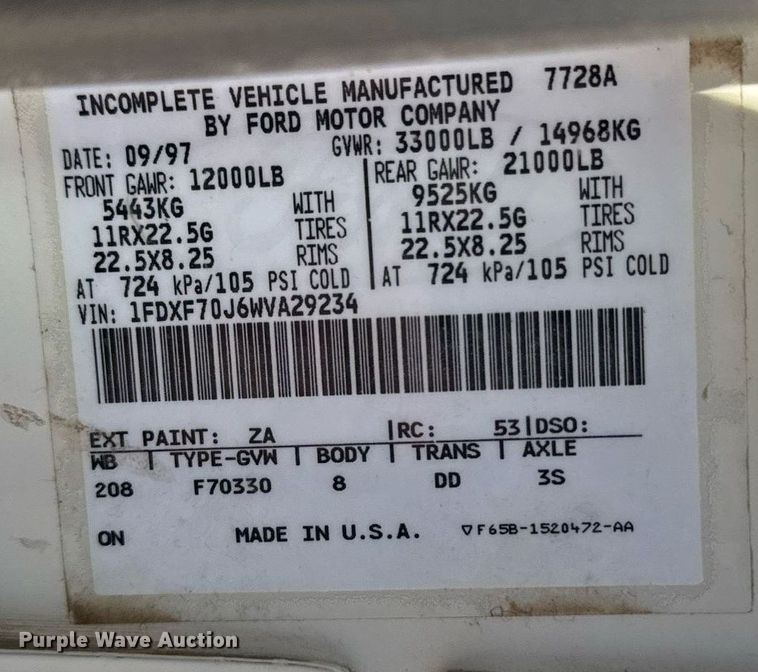 INCOMPLETE VEHICLE MANUFACTURED 7728A
BY FORD MOTOR COMPANY
DATE: 09/97 GVWR: 33000LB / 14968KG
FRONT GAWR: 12000LB REAR GAWR: 21000LB
5443KG WITH 9525KG WITH
11RX22.5G TIRES 11RX22.5G TIRES
22.5X8.25 RIMS 22.5X8.25 RIMS
AT 724 kPa/105 PSI COLD AT 724 kPa/105 PSI COLD
VIN: 1FDXF70J6WVA29234
EXT PAINT: ZA RC: 53 DSO:
WB TYPE-GVW BODY TRANS AXLE
208 F70330 8 DD 3S
ON MADE IN U.S.A. ▽F65B-1520472-AA
Purple Wave Auction